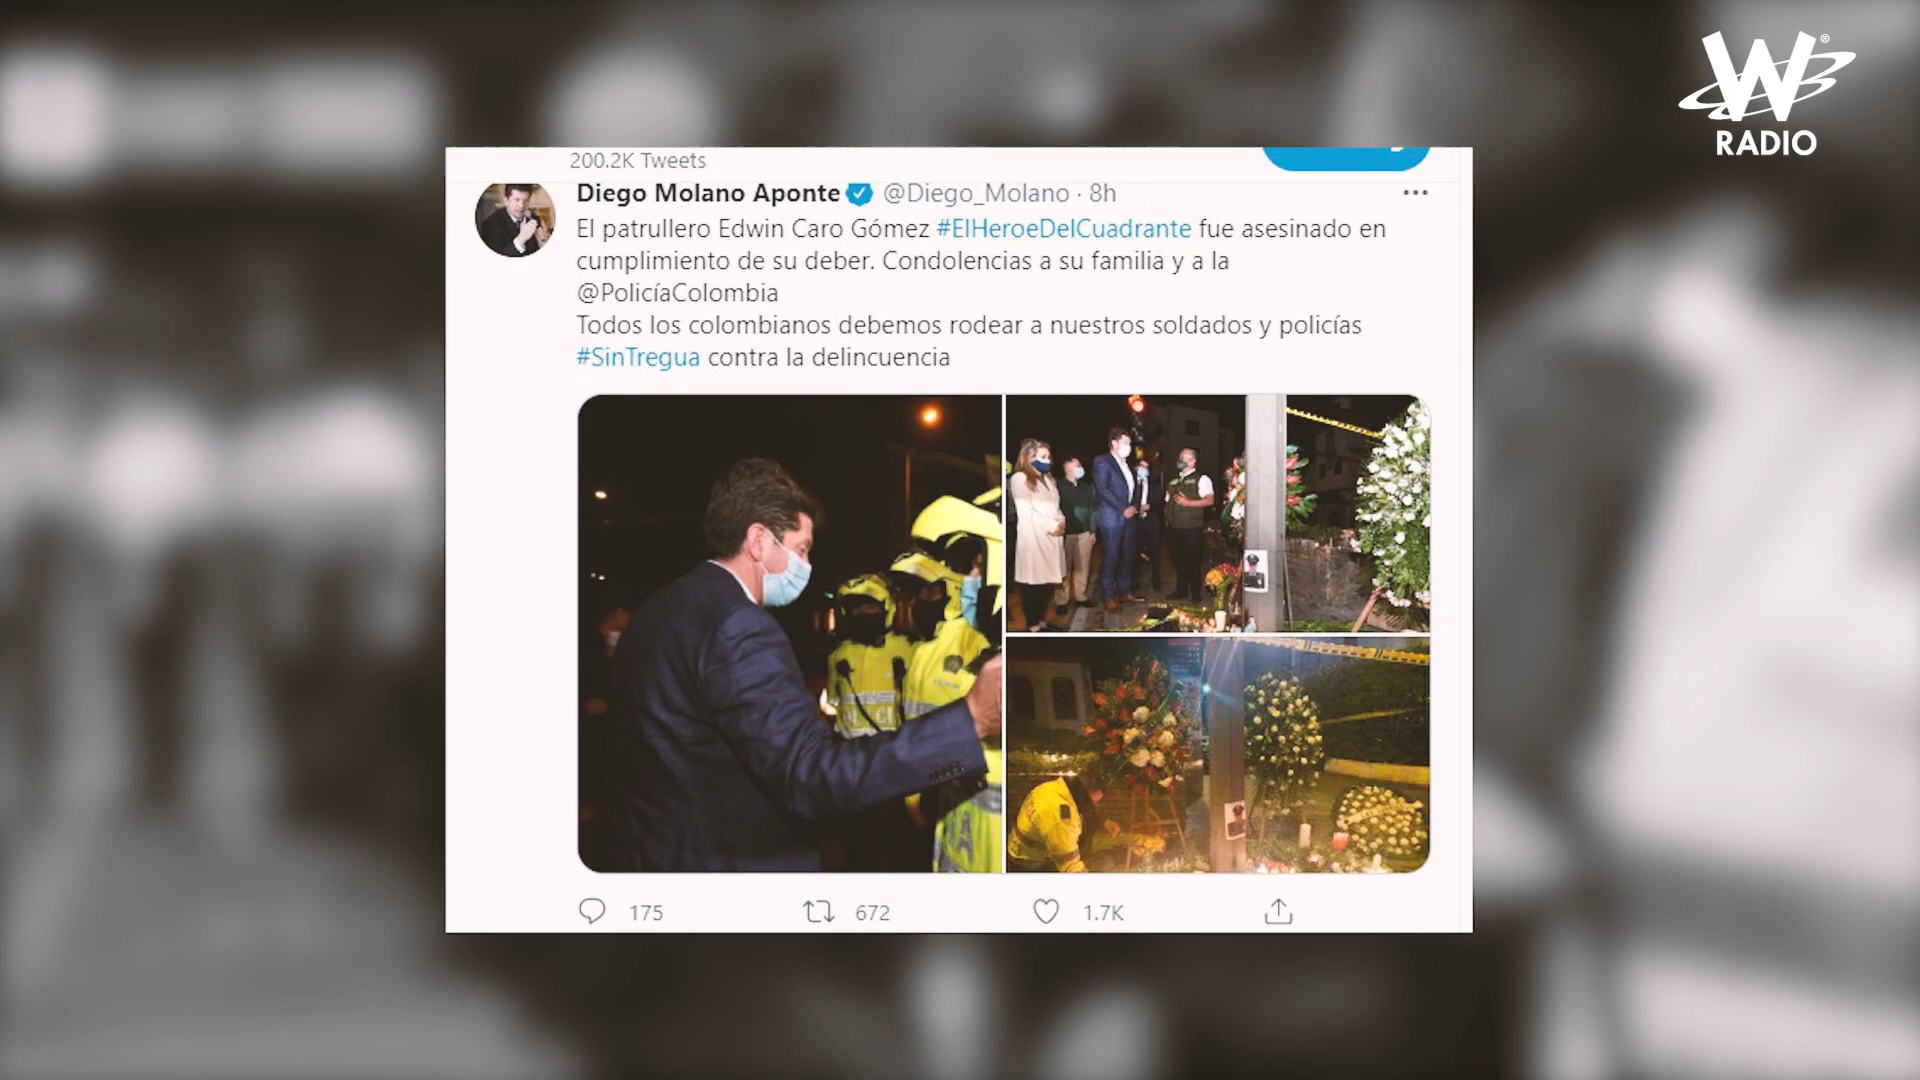 W®
RADIO
200.2K Tweets
Diego Molano Aponte @Diego_Molano · 8h
El patrullero Edwin Caro Gómez #ElHeroeDelCuadrante fue asesinado en
cumplimiento de su deber. Condolencias a su familia y a la
@PolicíaColombia
Todos los colombianos debemos rodear a nuestros soldados y policías
#SinTregua contra la delincuencia
175 672 1.7K